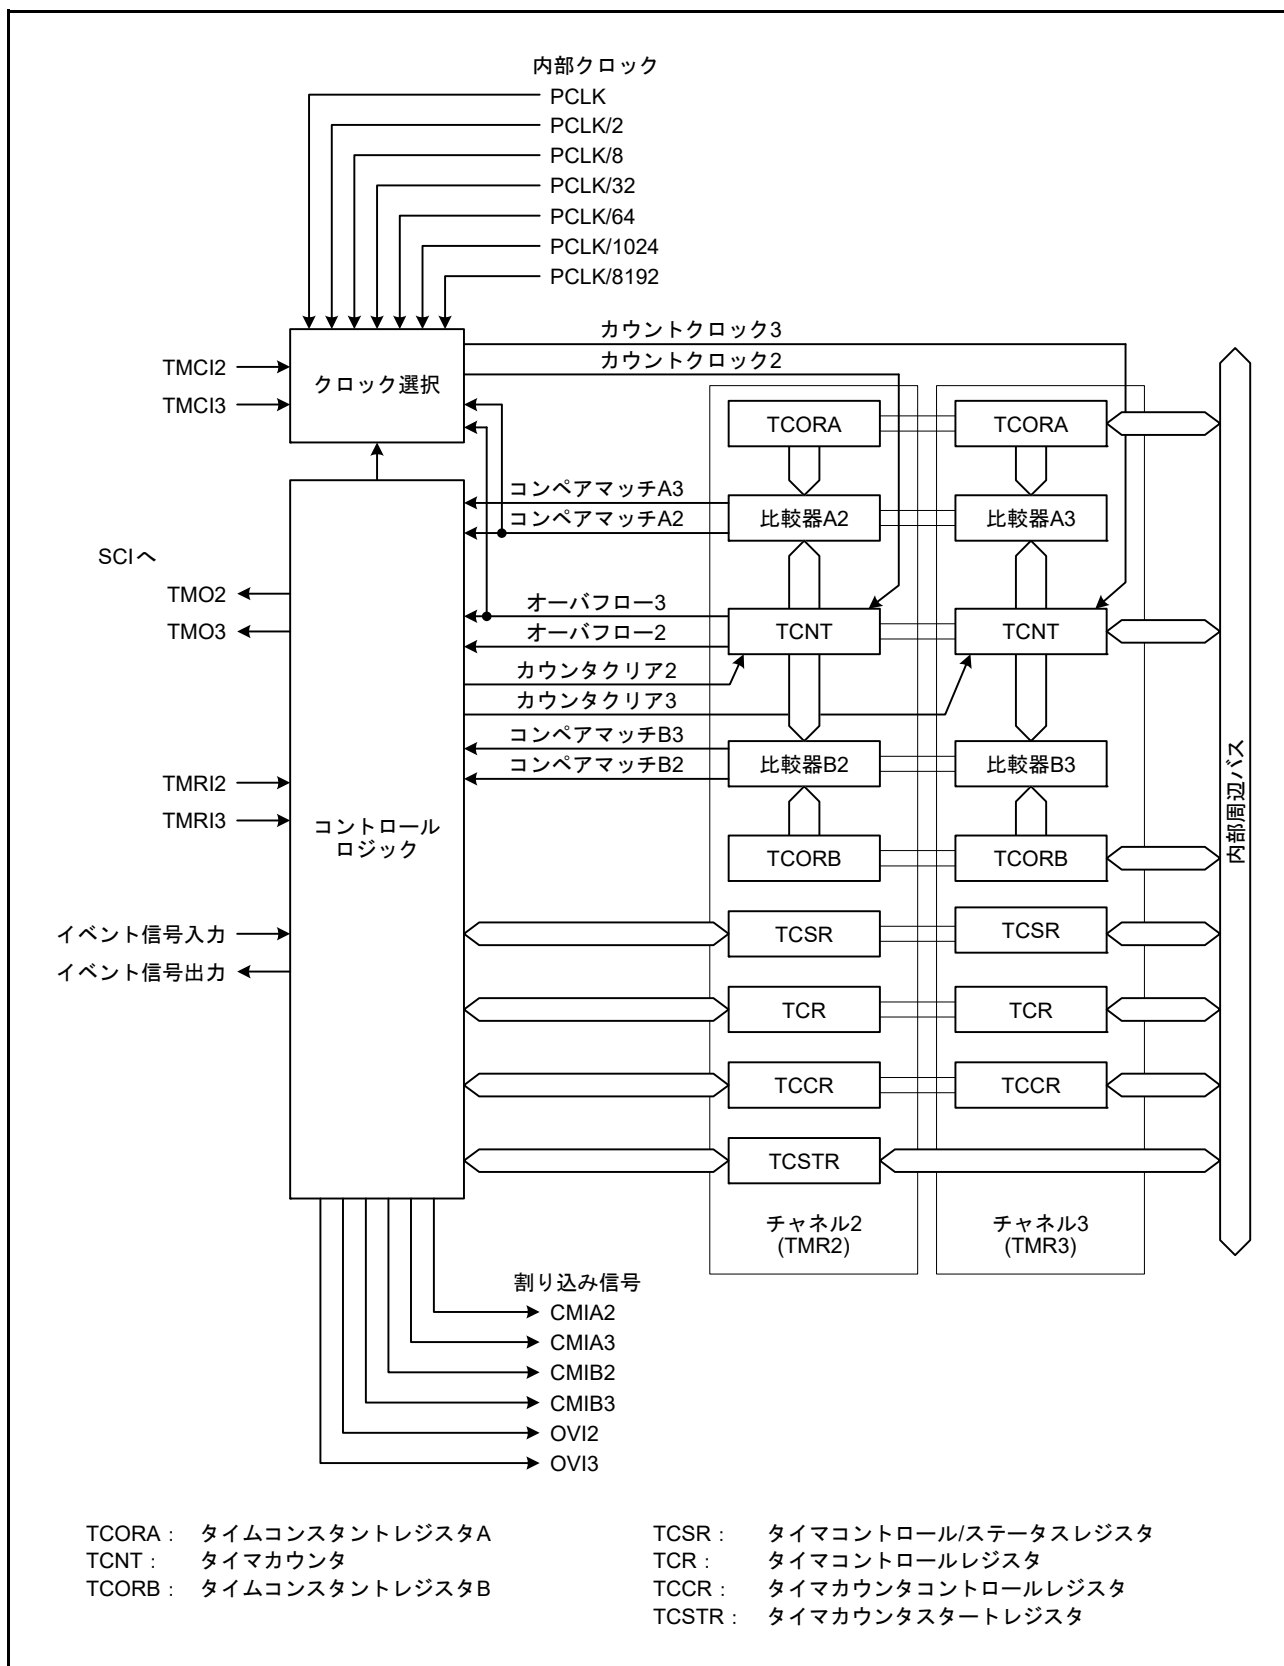 内部クロック
PCLK
PCLK/2
PCLK/8
PCLK/32
PCLK/64
PCLK/1024
PCLK/8192
カウントクロック3
カウントクロック2
TMCI2
TMCI3
クロック選択
TCORA
TCORA
コンペアマッチA3
コンペアマッチA2
比較器A2
比較器A3
SCIへ
TMO2
TMO3
オーバフロー3
オーバフロー2
TCNT
TCNT
カウンタクリア2
カウンタクリア3
コンペアマッチB3
コンペアマッチB2
比較器B2
比較器B3
内部周辺バス
TMRI2
TMRI3
コントロール
ロジック
TCORB
TCORB
イベント信号入力
イベント信号出力
TCSR
TCSR
TCR
TCR
TCCR
TCCR
TCSTR
チャネル2
(TMR2)
チャネル3
(TMR3)
割り込み信号
CMIA2
CMIA3
CMIB2
CMIB3
OVI2
OVI3
TCORA : タイムコンスタントレジスタA
TCNT : タイマカウンタ
TCORB : タイムコンスタントレジスタB
TCSR : タイマコントロール/ステータスレジスタ
TCR : タイマコントロールレジスタ
TCCR : タイマカウンタコントロールレジスタ
TCSTR : タイマカウンタスタートレジスタ